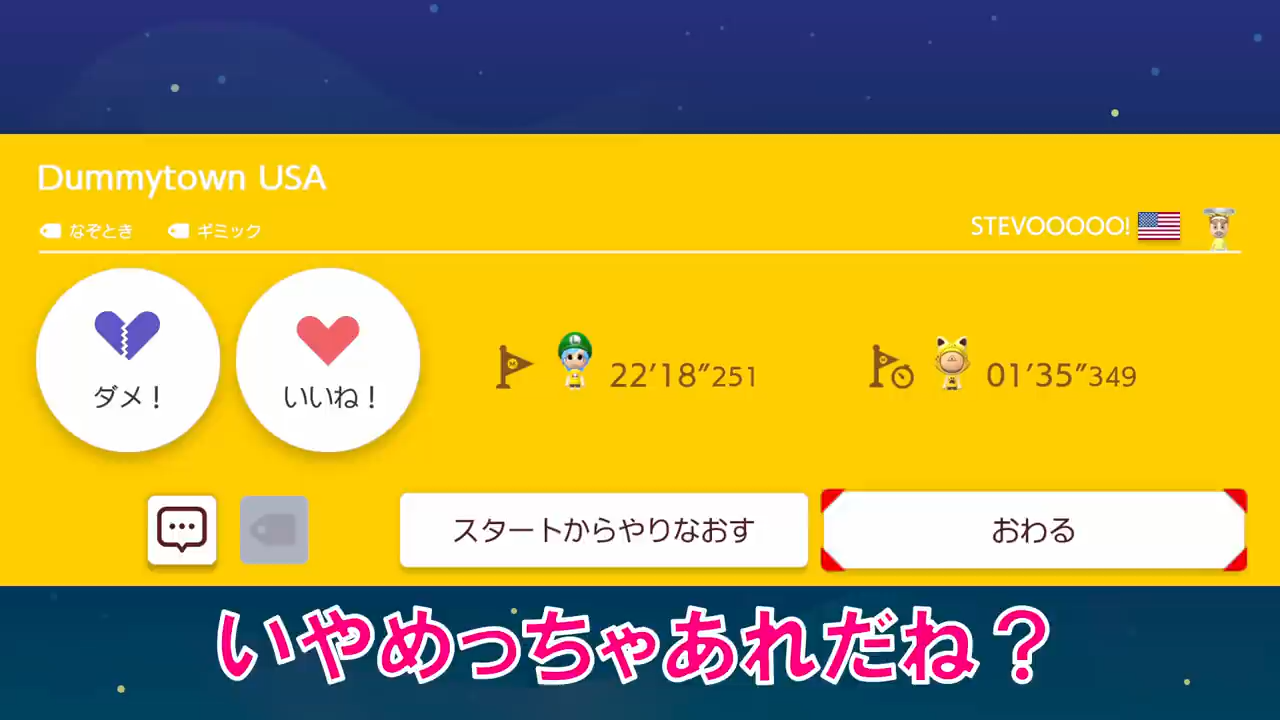 Dummytown USA
なぞとき ギミック
STEVOOOOO!
ダメ！ いいね！
22'18"251 01'35"349
スタートからやりなおす おわる
いやめっちゃあれだね？